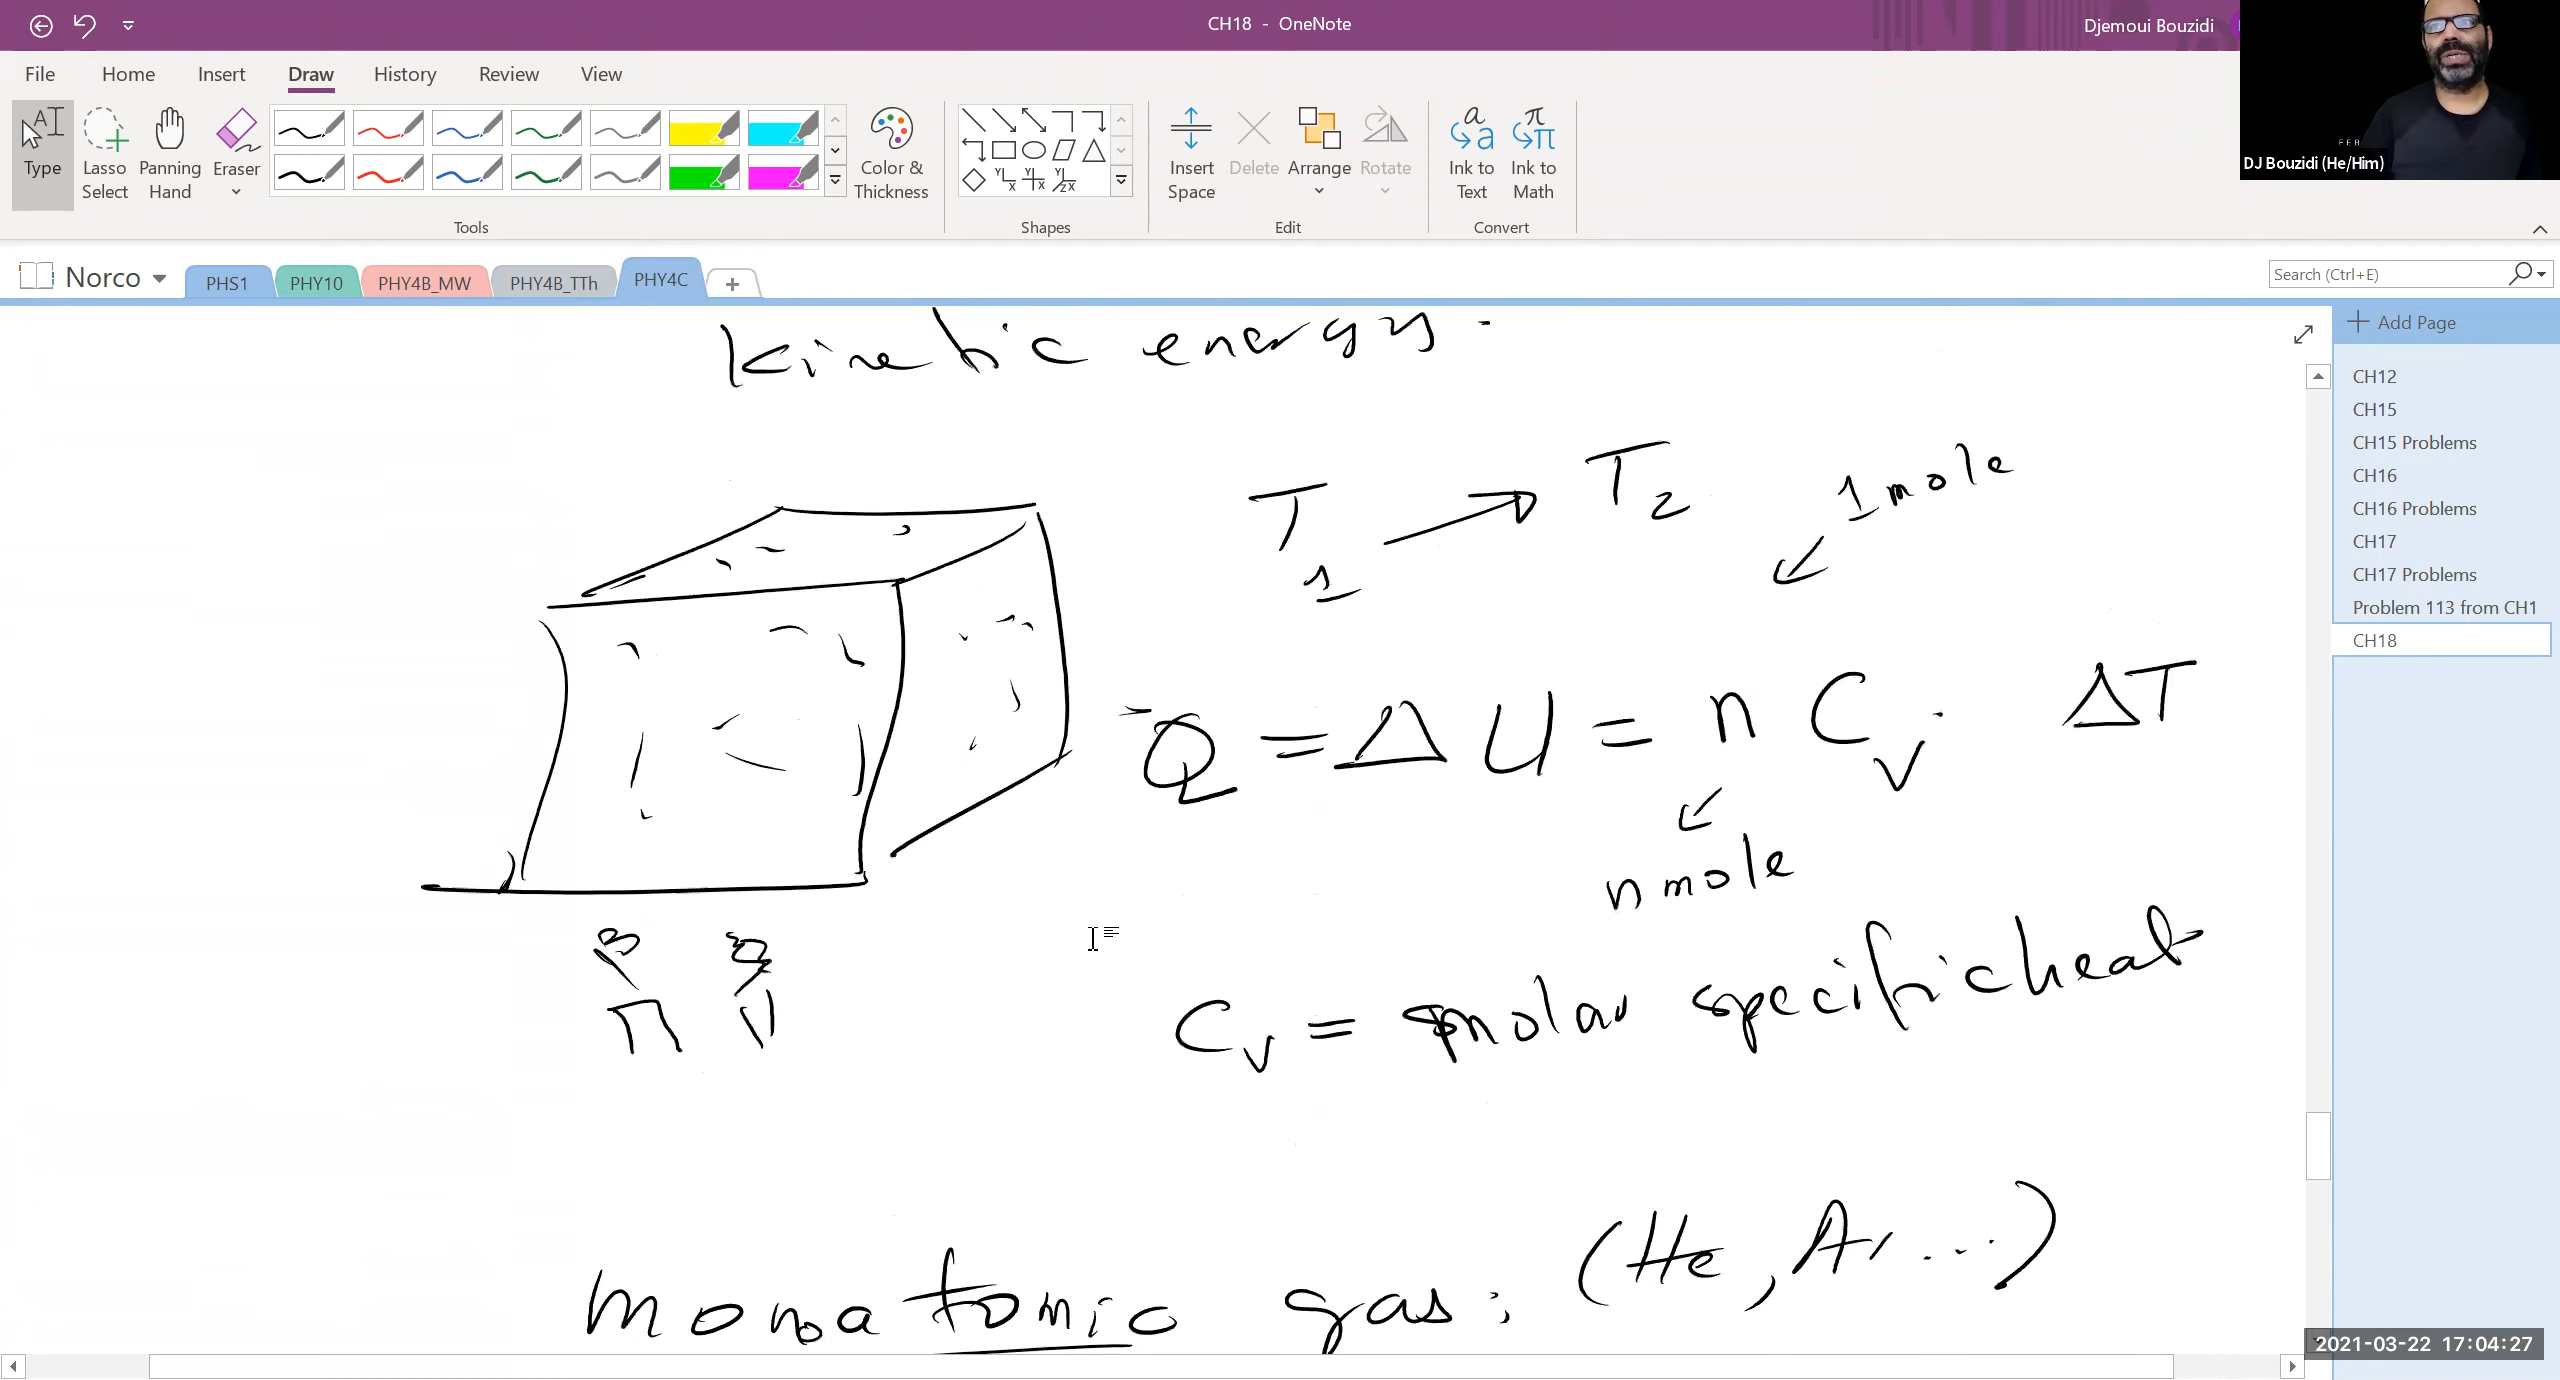 CH18 - OneNote
Djemoui Bouzidi
File Home Insert Draw History Review View
Type
Lasso Select
Panning Hand
Eraser
Color & Thickness
Insert Space
Delete
Arrange
Rotate
Ink to Text
Ink to Math
Tools Shapes Edit Convert
FEB
DJ Bouzidi (He/Him)
Norco PHS1 PHY10 PHY4B_MW PHY4B_TTh PHY4C
Search (Ctrl+E)
Add Page
CH12
CH15
CH15 Problems
CH16
CH16 Problems
CH17
CH17 Problems
Problem 113 from CH1
CH18
kinetic energy.
T1 → T2
1 mole
Q = ΔU = n Cv ΔT
n mole
Cv = molar specific heat
monoatomic gas: (He, Ar ...)
2021-03-22 17:04:27